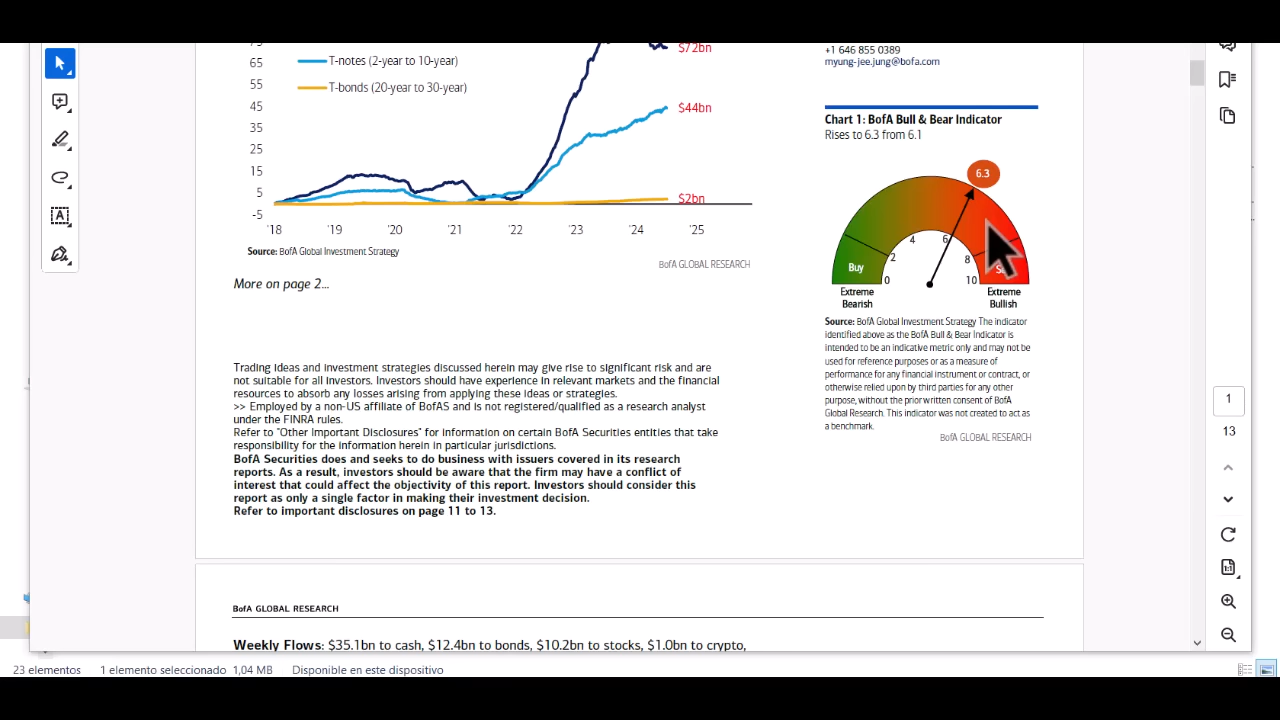 75
65
55
45
35
25
15
5
-5
T-notes (2-year to 10-year)
T-bonds (20-year to 30-year)
$72bn
$44bn
$2bn
'18 '19 '20 '21 '22 '23 '24 '25
Source: BofA Global Investment Strategy
BofA GLOBAL RESEARCH
More on page 2...
Trading ideas and investment strategies discussed herein may give rise to significant risk and are
not suitable for all investors. Investors should have experience in relevant markets and the financial
resources to absorb any losses arising from applying these ideas or strategies.
>> Employed by a non-US affiliate of BofAS and is not registered/qualified as a research analyst
under the FINRA rules.
Refer to "Other Important Disclosures" for information on certain BofA Securities entities that take
responsibility for the information herein in particular jurisdictions.
BofA Securities does and seeks to do business with issuers covered in its research
reports. As a result, investors should be aware that the firm may have a conflict of
interest that could affect the objectivity of this report. Investors should consider this
report as only a single factor in making their investment decision.
Refer to important disclosures on page 11 to 13.
+1 646 855 0389
myung-jee.jung@bofa.com
Chart 1: BofA Bull & Bear Indicator
Rises to 6.3 from 6.1
6.3
4 6
2 8
Buy
0 10
Extreme Extreme
Bearish Bullish
Source: BofA Global Investment Strategy The indicator
identified above as the BofA Bull & Bear Indicator is
intended to be an indicative metric only and may not be
used for reference purposes or as a measure of
performance for any financial instrument or contract, or
otherwise relied upon by third parties for any other
purpose, without the prior written consent of BofA
Global Research. This indicator was not created to act as
a benchmark.
BofA GLOBAL RESEARCH
1
13
BofA GLOBAL RESEARCH
Weekly Flows: $35.1bn to cash, $12.4bn to bonds, $10.2bn to stocks, $1.0bn to crypto,
23 elementos 1 elemento seleccionado 1,04 MB Disponible en este dispositivo